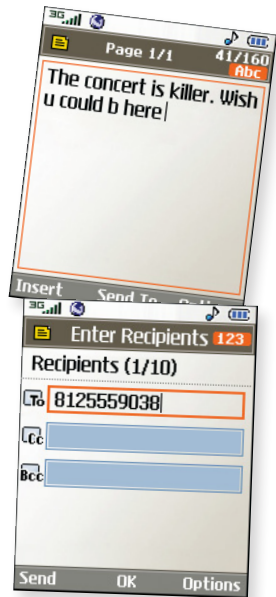 3G
Page 1/1 41/160
Abc
The concert is killer. Wish
u could b here
Insert Send To
3G
Enter Recipients 123
Recipients (1/10)
To 8125559038
Cc
Bcc
Send OK Options